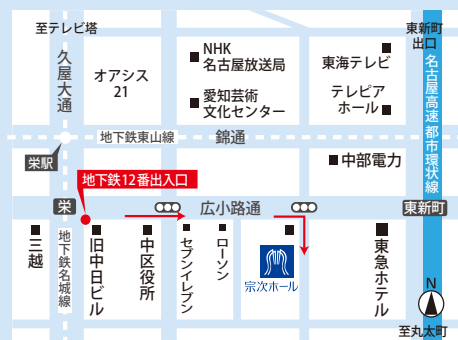 至テレビ塔
東新町
出口
久屋大通
オアシス
21
NHK
名古屋放送局
東海テレビ
愛知芸術
文化センター
テレピア
ホール
名古屋高速都市環状線
地下鉄東山線
錦通
栄駅
中部電力
地下鉄12番出入口
栄
広小路通
東新町
三越
地下鉄名城線
旧中日ビル
中区役所
セブンイレブン
ローソン
宗次ホール
東急ホテル
N
至丸太町